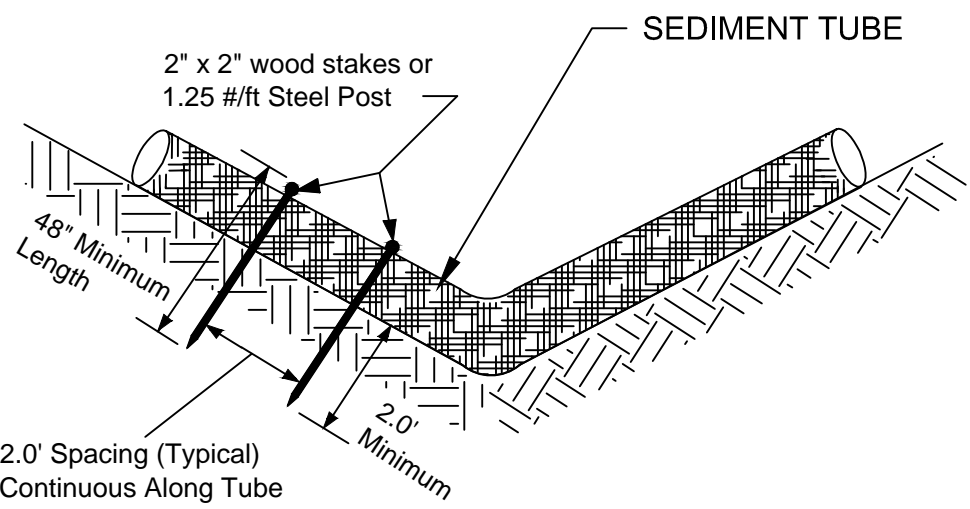 SEDIMENT TUBE
2" x 2" wood stakes or
1.25 #/ft Steel Post
48" Minimum
Length
2.0'
Minimum
2.0' Spacing (Typical)
Continuous Along Tube